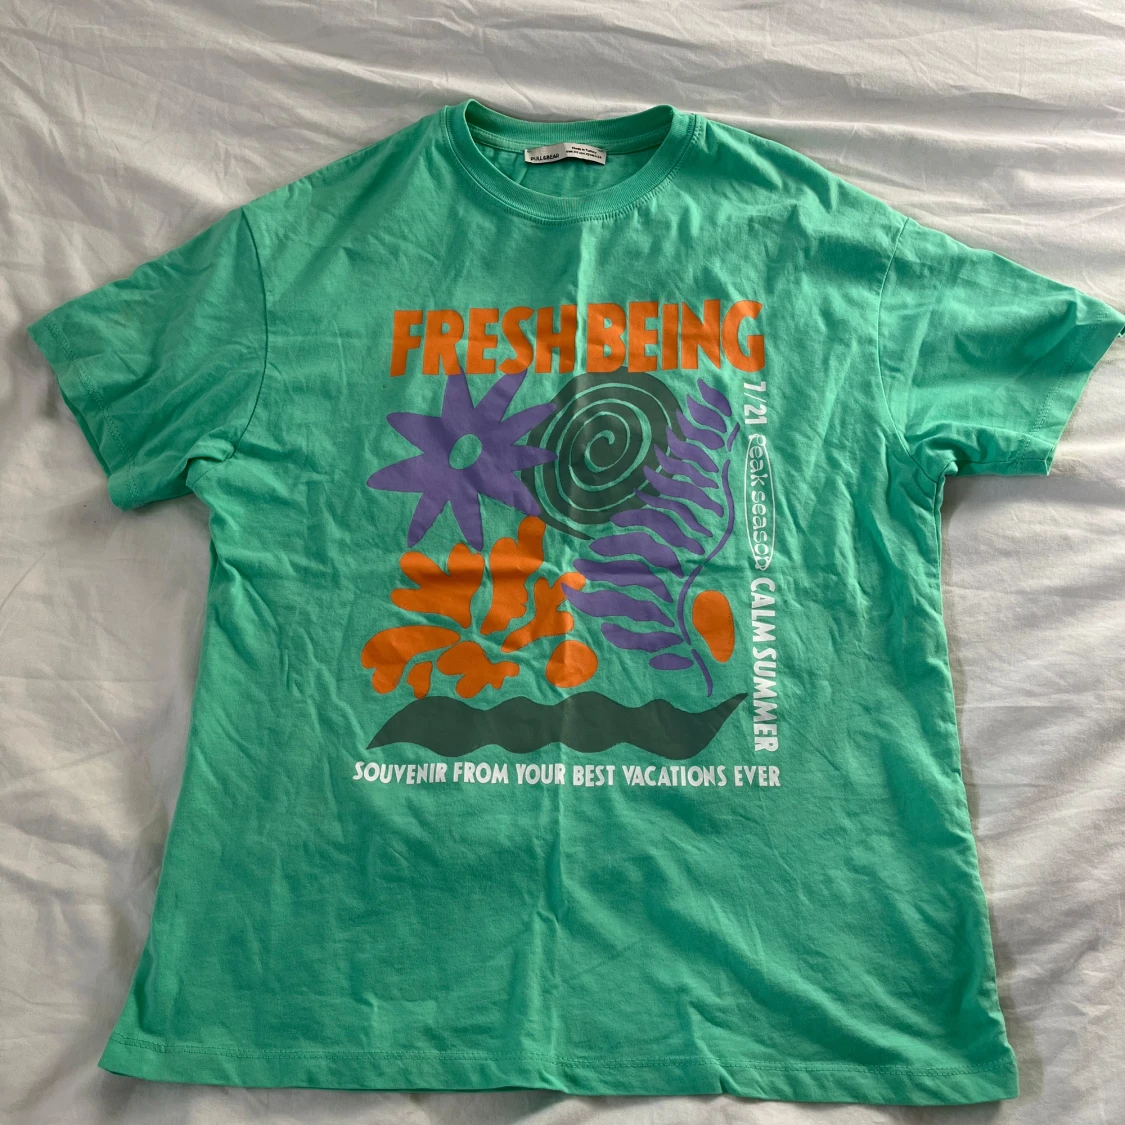 PULL&BEAR
FRESH BEING
7/21 peak season CALM SUMMER
SOUVENIR FROM YOUR BEST VACATIONS EVER